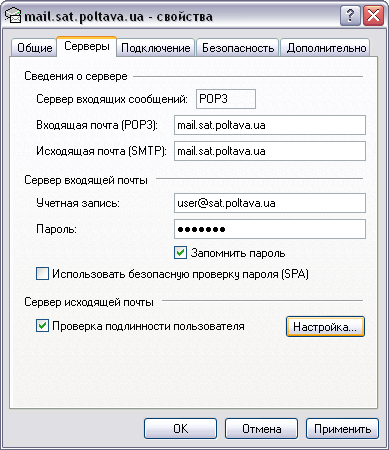 mail.sat.poltava.ua - свойства
Общие Серверы Подключение Безопасность Дополнительно
Сведения о сервере
Сервер входящих сообщений: POP3
Входящая почта (POP3): mail.sat.poltava.ua
Исходящая почта (SMTP): mail.sat.poltava.ua
Сервер входящей почты
Учетная запись: user@sat.poltava.ua
Пароль: •••••••
Запомнить пароль
Использовать безопасную проверку пароля (SPA)
Сервер исходящей почты
Проверка подлинности пользователя Настройка...
OK Отмена Применить